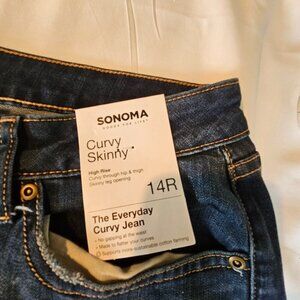 SONOMA
GOODS FOR LIFE
Curvy
Skinny
High Rise
Curvy through hip & thigh
Skinny leg opening
14R
The Everyday
Curvy Jean
• No gapping at the waist
• Made to flatter your curves
Supports more sustainable cotton farming